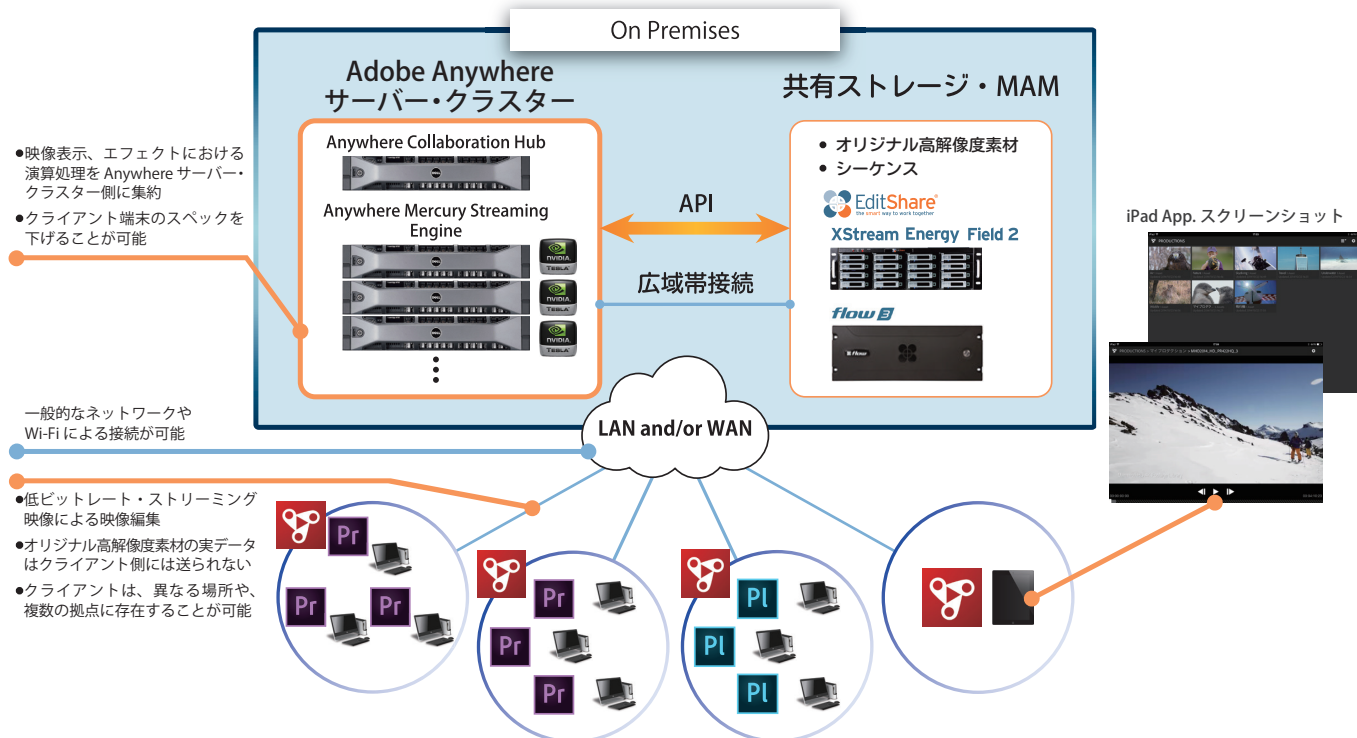 On Premises
Adobe Anywhere
サーバー・クラスター
Anywhere Collaboration Hub
DELL
Anywhere Mercury Streaming
Engine
NVIDIA
TESLA
NVIDIA
TESLA
NVIDIA
TESLA
API
広域帯接続
共有ストレージ・MAM
● オリジナル高解像度素材
● シーケンス
EditShare
the smart way to work together
XStream Energy Field 2
flow 3
flow
●映像表示、エフェクトにおける
演算処理を Anywhere サーバー・
クラスター側に集約
●クライアント端末のスペックを
下げることが可能
一般的なネットワークや
Wi-Fi による接続が可能
●低ビットレート・ストリーミング
映像による映像編集
●オリジナル高解像度素材の実データ
はクライアント側には送られない
●クライアントは、異なる場所や、
複数の拠点に存在することが可能
LAN and/or WAN
Pr
Pr
Pr
Pr
Pr
Pr
Pl
Pl
Pl
iPad App. スクリーンショット
PRODUCTIONS